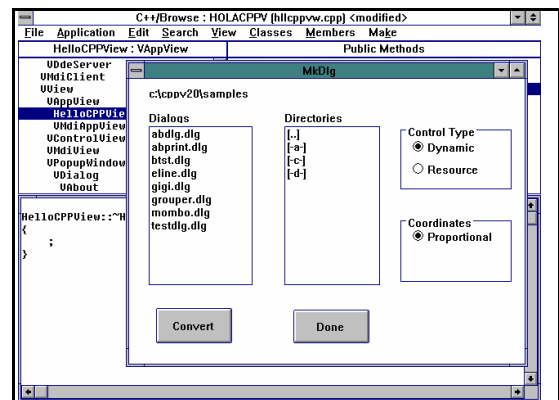 C++/Browse : HOLACPPV (hllcppvw.cpp) <modified>
File Application Edit Search View Classes Members Make
HelloCPPView : VAppView
Public Methods
VDdeServer
VMdiClient
VView
VAppView
HelloCPPVie
VMdiAppView
VControlView
VMdiView
VPopupWindow
VDialog
VAbout
HelloCPPView::~H
{
;
}
MkDlg
c:\cppv20\samples
Dialogs
abdlg.dlg
abprint.dlg
btst.dlg
eline.dlg
gigi.dlg
grouper.dlg
mombo.dlg
testdlg.dlg
Directories
[..]
[-a-]
[-c-]
[-d-]
Control Type
Dynamic
Resource
Coordinates
Proportional
Convert
Done